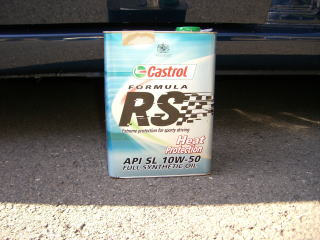 Castrol
FORMULA
RS
Extreme protection for sporty driving
Heat
Protection
API SL 10W-50
FULL SYNTHETIC OIL